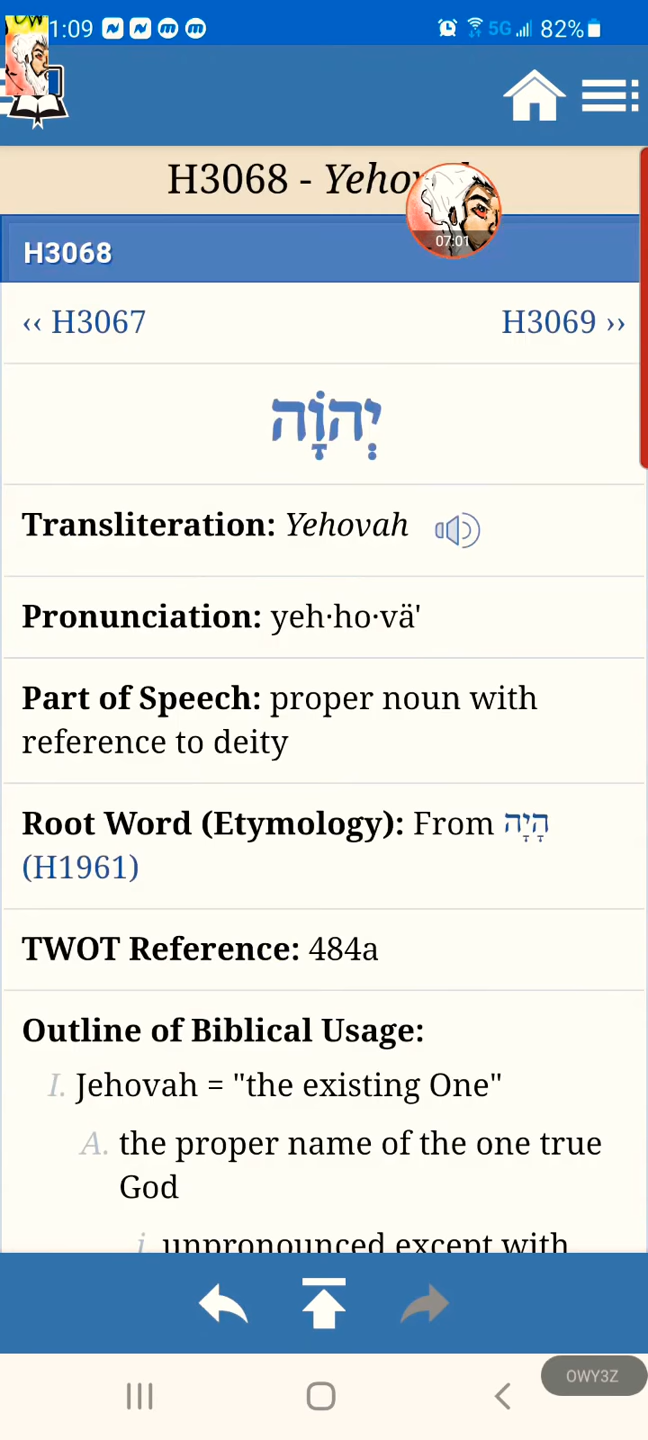 1:09
5G 82%
H3068 - Yehov
07:01
H3068
‹‹ H3067
H3069 ››
יְהֹוָה
Transliteration: Yehovah
Pronunciation: yeh·ho·vä'
Part of Speech: proper noun with
reference to deity
Root Word (Etymology): From הָיָה
(H1961)
TWOT Reference: 484a
Outline of Biblical Usage:
I. Jehovah = "the existing One"
A. the proper name of the one true
God
i. unpronounced except with
OWY3Z